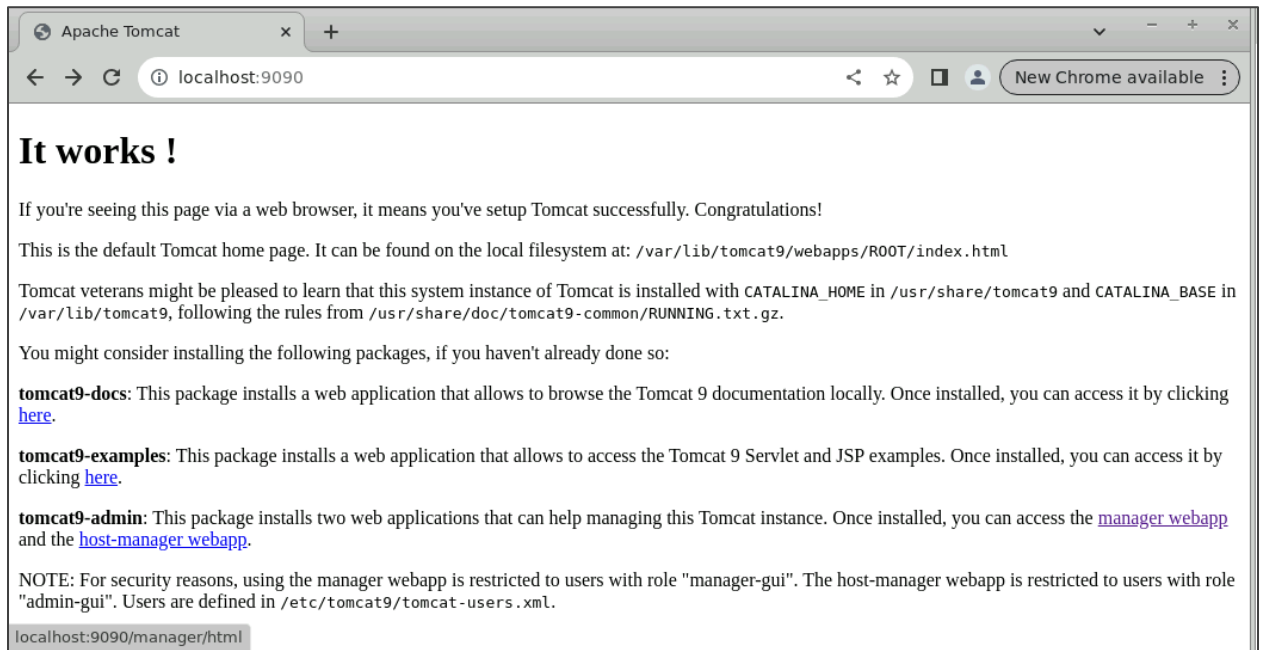 Apache Tomcat
localhost:9090
New Chrome available
It works !
If you're seeing this page via a web browser, it means you've setup Tomcat successfully. Congratulations!
This is the default Tomcat home page. It can be found on the local filesystem at: /var/lib/tomcat9/webapps/ROOT/index.html
Tomcat veterans might be pleased to learn that this system instance of Tomcat is installed with CATALINA_HOME in /usr/share/tomcat9 and CATALINA_BASE in
/var/lib/tomcat9, following the rules from /usr/share/doc/tomcat9-common/RUNNING.txt.gz.
You might consider installing the following packages, if you haven't already done so:
tomcat9-docs: This package installs a web application that allows to browse the Tomcat 9 documentation locally. Once installed, you can access it by clicking
here.
tomcat9-examples: This package installs a web application that allows to access the Tomcat 9 Servlet and JSP examples. Once installed, you can access it by
clicking here.
tomcat9-admin: This package installs two web applications that can help managing this Tomcat instance. Once installed, you can access the manager webapp
and the host-manager webapp.
NOTE: For security reasons, using the manager webapp is restricted to users with role "manager-gui". The host-manager webapp is restricted to users with role
"admin-gui". Users are defined in /etc/tomcat9/tomcat-users.xml.
localhost:9090/manager/html